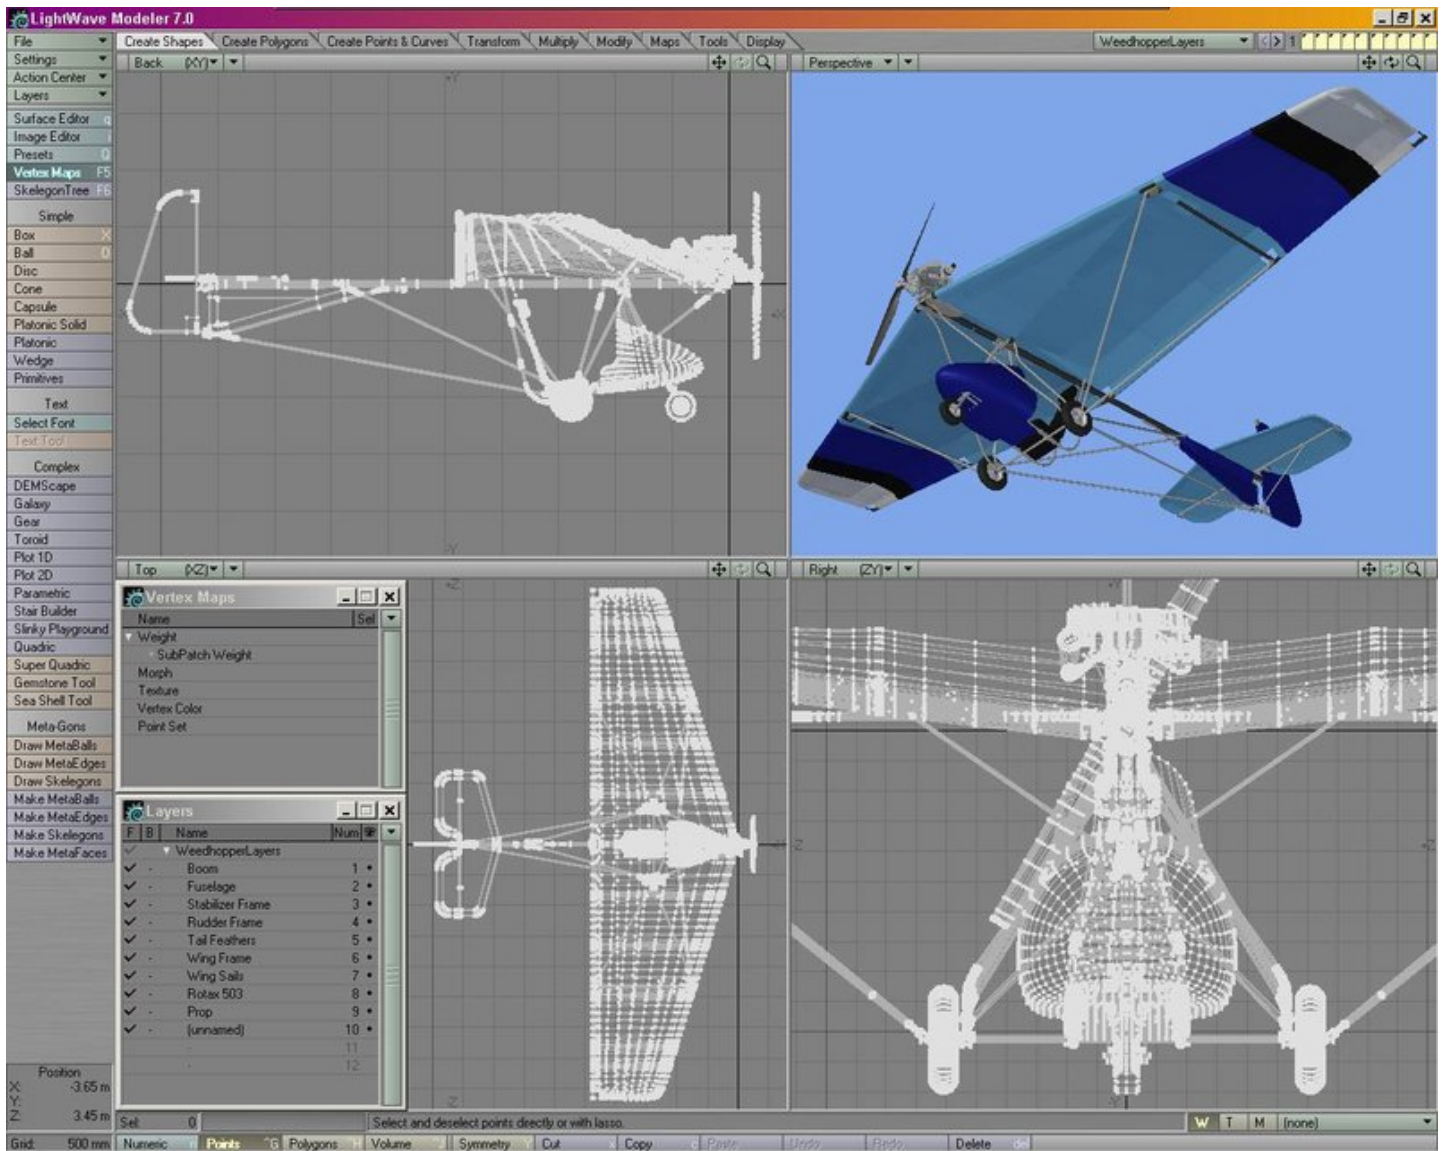 LightWave Modeler 7.0
File
Create Shapes Create Polygons Create Points & Curves Transform Multiply Modify Maps Tools Display
WeedhopperLayers 1
Settings
Back (XY)
Perspective
Action Center
Layers
Surface Editor q
Image Editor i
Presets Q
Vertex Maps F5
SkelegonTree F6
Simple
Box X
Ball O
Disc
Cone
Capsule
Platonic Solid
Platonic
Wedge
Primitives
Text
Select Font
Text Tool
Complex
DEMScape
Galaxy
Gear
Toroid
Plot 1D
Plot 2D
Parametric
Stair Builder
Slinky Playground
Quadric
Super Quadric
Gemstone Tool
Sea Shell Tool
Meta-Gons
Draw MetaBalls
Draw MetaEdges
Draw Skelegons
Make MetaBalls
Make MetaEdges
Make Skelegons
Make MetaFaces
+Y
-X
-Y
Top (XZ)
Right (ZY)
Vertex Maps
Name Sel
Weight
SubPatch Weight
Morph
Texture
Vertex Color
Point Set
Layers
F B Name Num
WeedhopperLayers
Boom 1
Fuselage 2
Stabilizer Frame 3
Rudder Frame 4
Tail Feathers 5
Wing Frame 6
Wing Sails 7
Rotax 503 8
Prop 9
(unnamed) 10
11
12
Position
X: -3.65 m
Y:
Z: 3.45 m
Sel: 0
Select and deselect points directly or with lasso.
W T M (none)
Grid: 500 mm
Numeric n Points ^G Polygons ^H Volume ^J Symmetry Y Cut x Copy c Paste Undo Redo Delete del